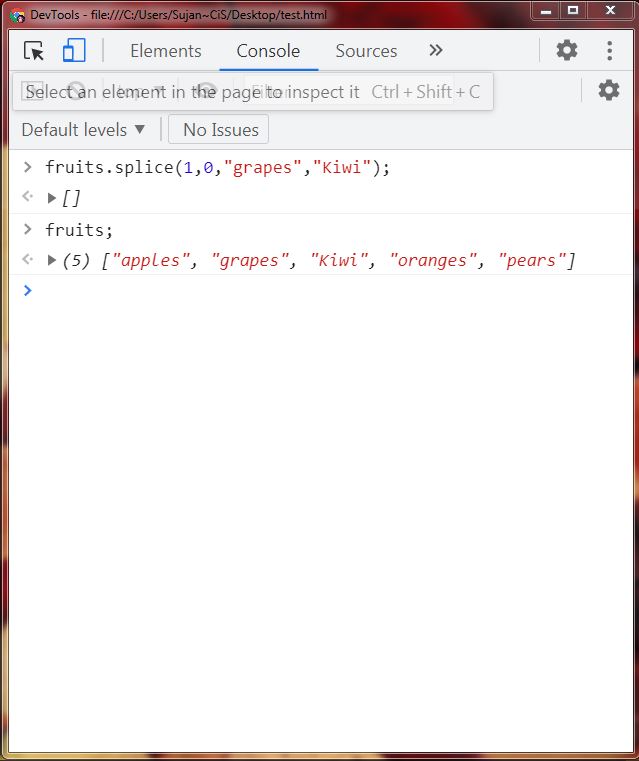 DevTools - file:///C:/Users/Sujan~CiS/Desktop/test.html
Elements Console Sources »
Select an element in the page to inspect it Ctrl + Shift + C
Default levels ▼ No Issues
> fruits.splice(1,0,"grapes","Kiwi");
▶ []
> fruits;
▶ (5) ["apples", "grapes", "Kiwi", "oranges", "pears"]
>